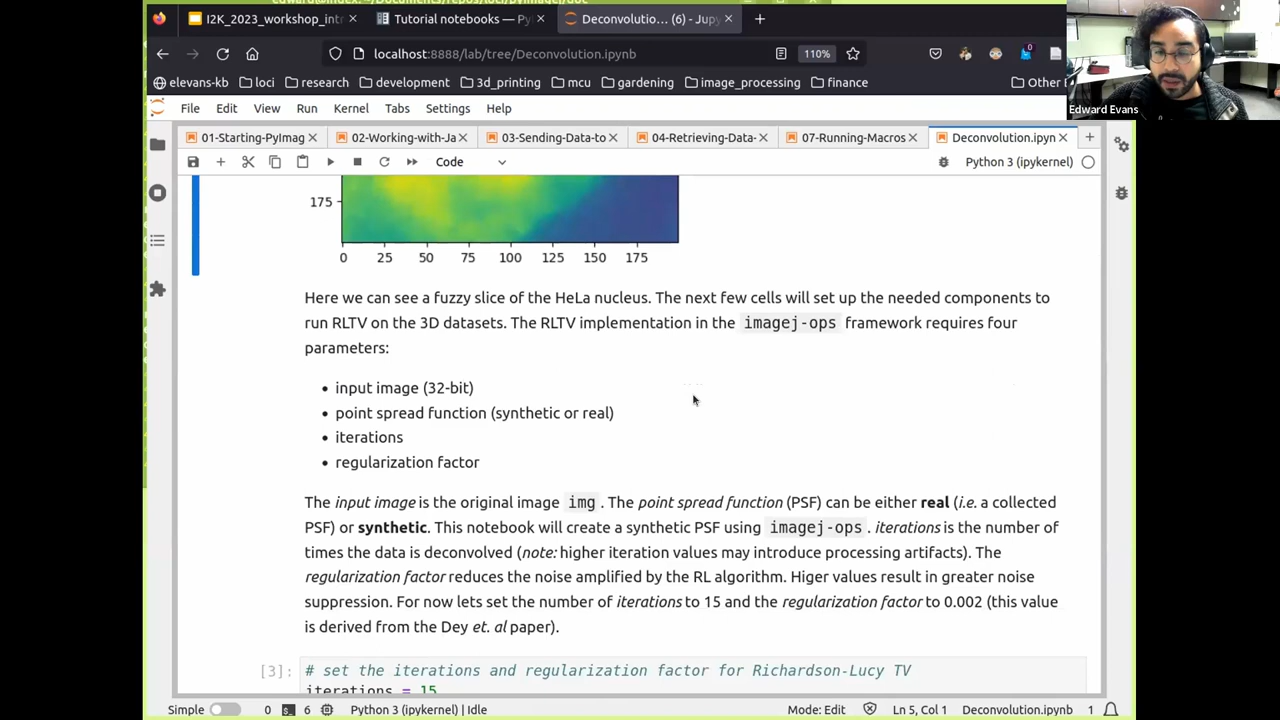 edward@index: ~/Documents/repos/loci/pyimagej/doc
I2K_2023_workshop_intr
Tutorial notebooks — Py
Deconvolutio… (6) - Jup
localhost:8888/lab/tree/Deconvolution.ipynb
110%
elevans-kb
loci
research
development
3d_printing
mcu
gardening
image_processing
finance
Other B
Edward Evans
File Edit View Run Kernel Tabs Settings Help
01-Starting-PyImag
02-Working-with-Ja
03-Sending-Data-to
04-Retrieving-Data-
07-Running-Macros
Deconvolution.ipyn
Code
Python 3 (ipykernel)
175
0 25 50 75 100 125 150 175
Here we can see a fuzzy slice of the HeLa nucleus. The next few cells will set up the needed components to
run RLTV on the 3D datasets. The RLTV implementation in the imagej-ops framework requires four
parameters:
• input image (32-bit)
• point spread function (synthetic or real)
• iterations
• regularization factor
The input image is the original image img . The point spread function (PSF) can be either real (i.e. a collected
PSF) or synthetic. This notebook will create a synthetic PSF using imagej-ops . iterations is the number of
times the data is deconvolved (note: higher iteration values may introduce processing artifacts). The
regularization factor reduces the noise amplified by the RL algorithm. Higer values result in greater noise
suppression. For now lets set the number of iterations to 15 and the regularization factor to 0.002 (this value
is derived from the Dey et. al paper).
[3]: # set the iterations and regularization factor for Richardson-Lucy TV
iterations = 15
Simple 0 6 Python 3 (ipykernel) | Idle Mode: Edit Ln 5, Col 1 Deconvolution.ipynb 1